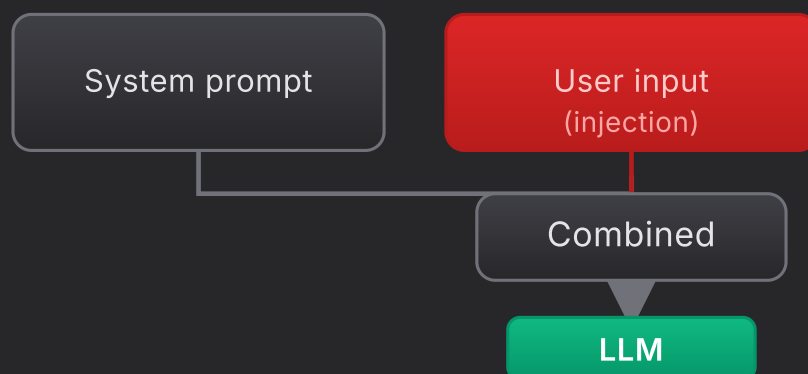 System prompt
User input
(injection)
Combined
LLM